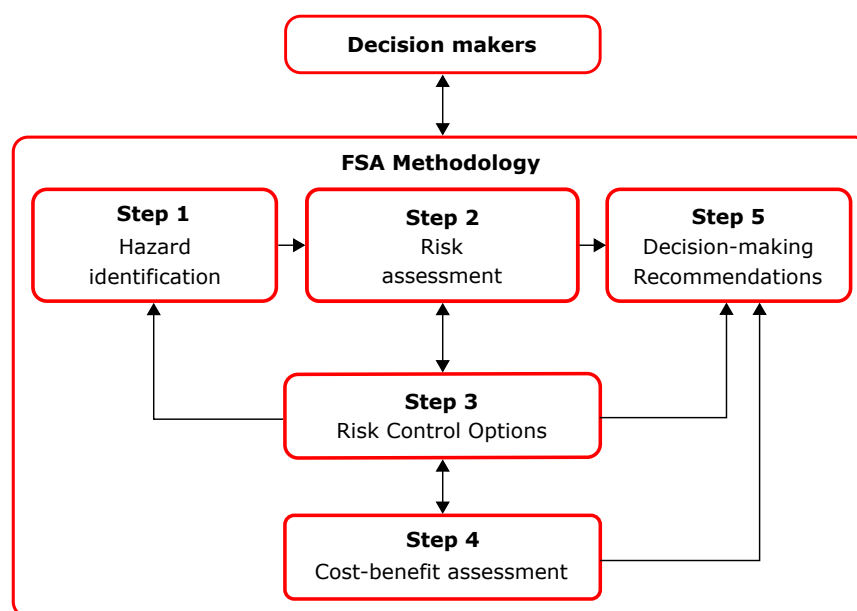 Decision makers
FSA Methodology
Step 1
Hazard
identification
Step 2
Risk
assessment
Step 5
Decision-making
Recommendations
Step 3
Risk Control Options
Step 4
Cost-benefit assessment